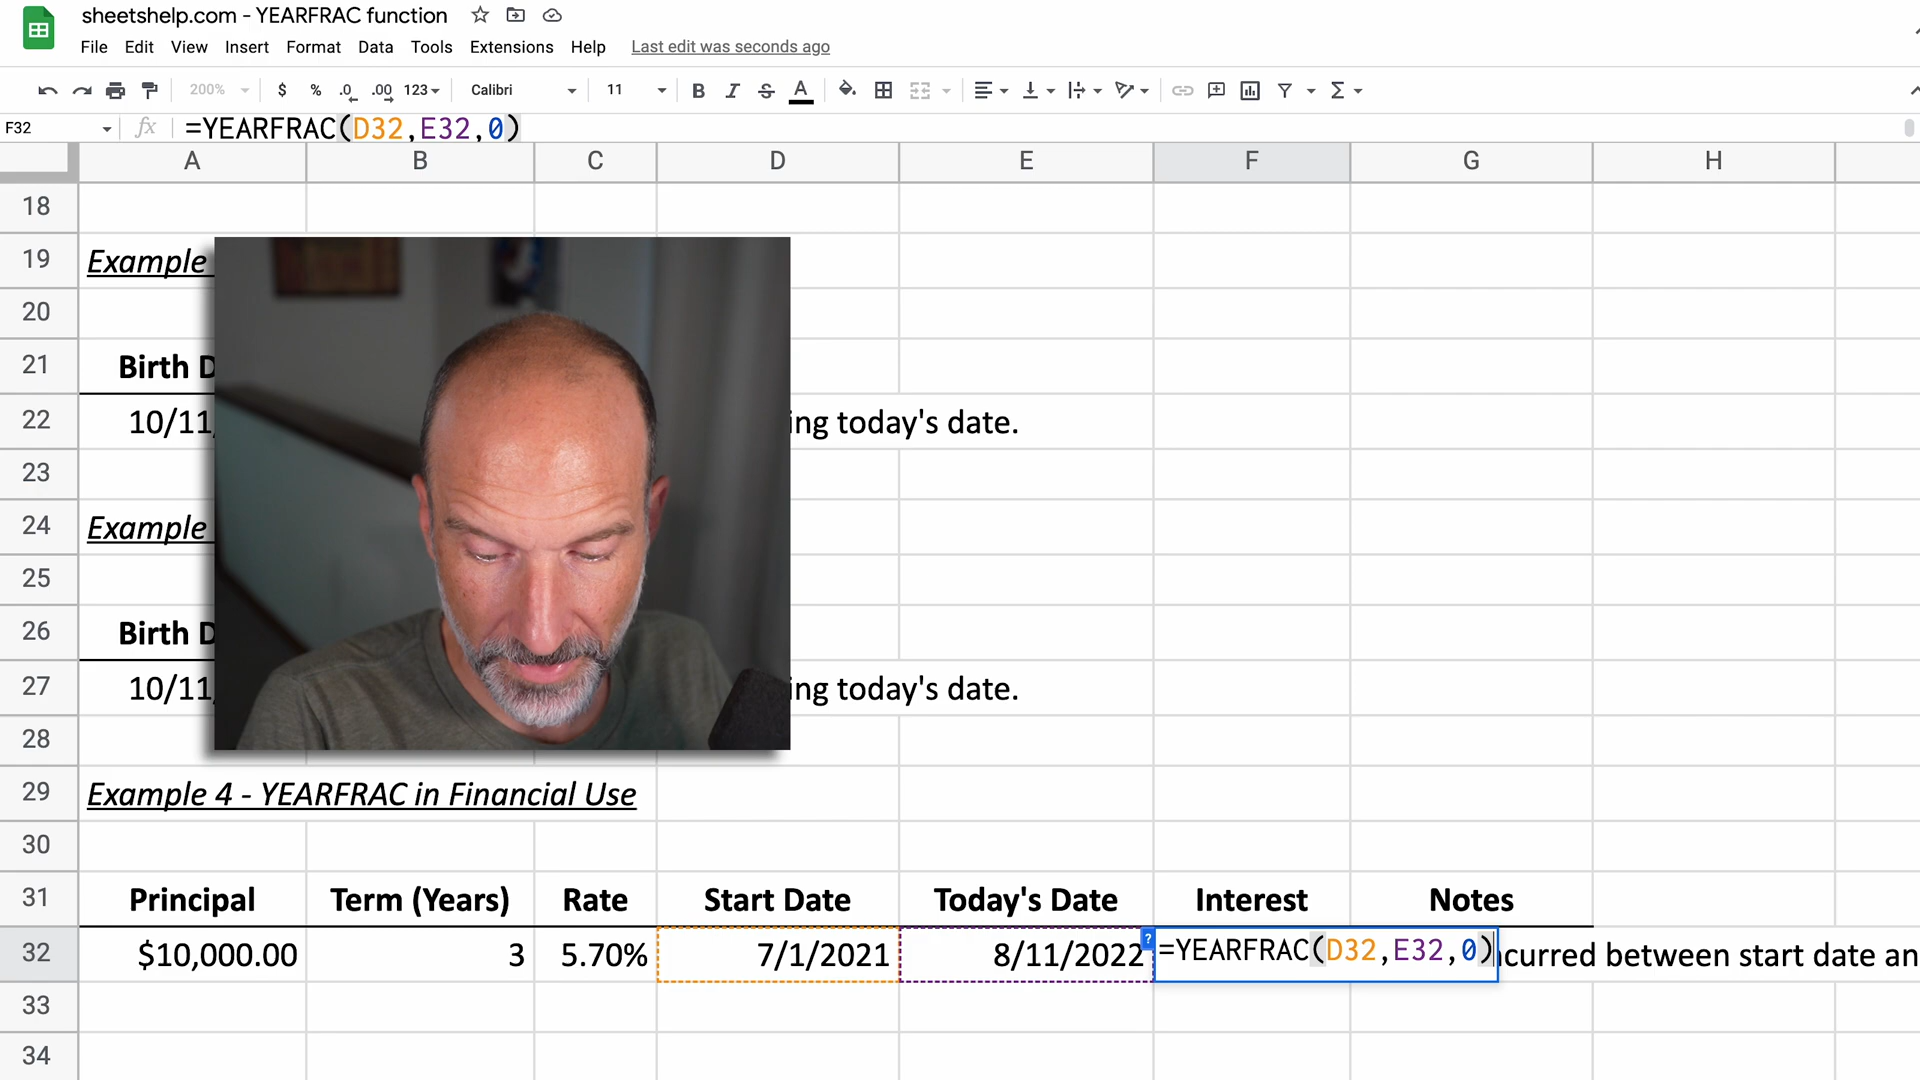 sheetshelp.com - YEARFRAC function
File Edit View Insert Format Data Tools Extensions Help Last edit was seconds ago
200% $ % .0 .00 123 Calibri 11 B I S A Σ
F32 fx =YEARFRAC(D32,E32,0)
A B C D E F G H
18
19 Example
20
21 Birth D
22 10/11, ing today's date.
23
24 Example
25
26 Birth D
27 10/11, ing today's date.
28
29 Example 4 - YEARFRAC in Financial Use
30
31 Principal Term (Years) Rate Start Date Today's Date Interest Notes
32 $10,000.00 3 5.70% 7/1/2021 8/11/2022 ? =YEARFRAC(D32,E32,0) curred between start date an
33
34